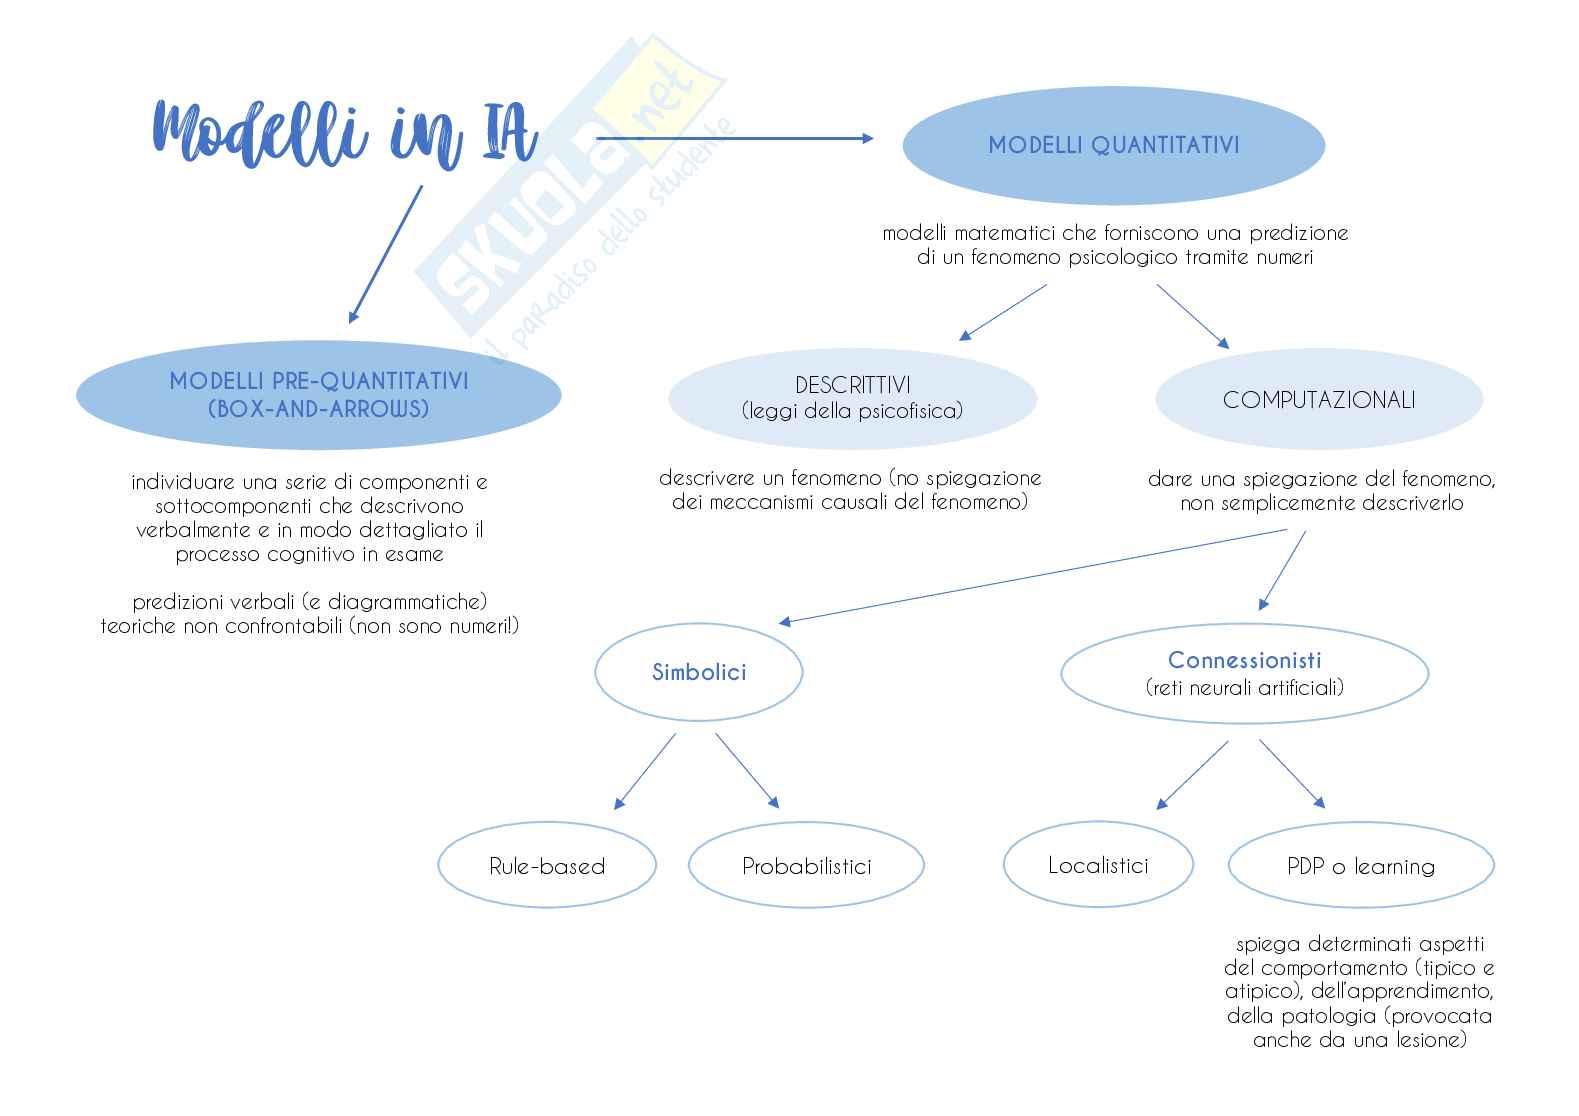 Modelli in IA
SKUOLA.net
il paradiso dello studente
MODELLI QUANTITATIVI
modelli matematici che forniscono una predizione
di un fenomeno psicologico tramite numeri
MODELLI PRE-QUANTITATIVI
(BOX-AND-ARROWS)
individuare una serie di componenti e
sottocomponenti che descrivono
verbalmente e in modo dettagliato il
processo cognitivo in esame
predizioni verbali (e diagrammatiche)
teoriche non confrontabili (non sono numeri!)
DESCRITTIVI
(leggi della psicofisica)
descrivere un fenomeno (no spiegazione
dei meccanismi causali del fenomeno)
COMPUTAZIONALI
dare una spiegazione del fenomeno,
non semplicemente descriverlo
Simbolici
Connessionisti
(reti neurali artificiali)
Rule-based
Probabilistici
Localistici
PDP o learning
spiega determinati aspetti
del comportamento (tipico e
atipico), dell'apprendimento,
della patologia (provocata
anche da una lesione)